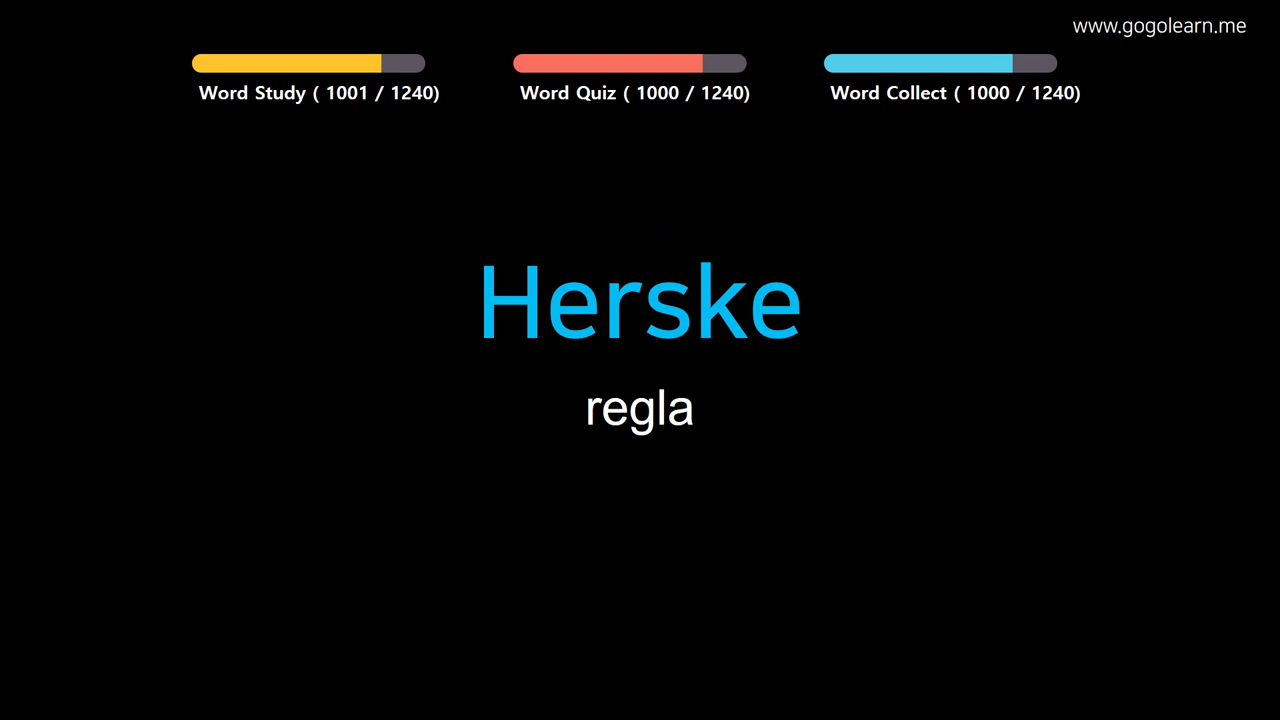 www.gogolearn.me
Word Study ( 1001 / 1240)
Word Quiz ( 1000 / 1240)
Word Collect ( 1000 / 1240)
Herske
regla